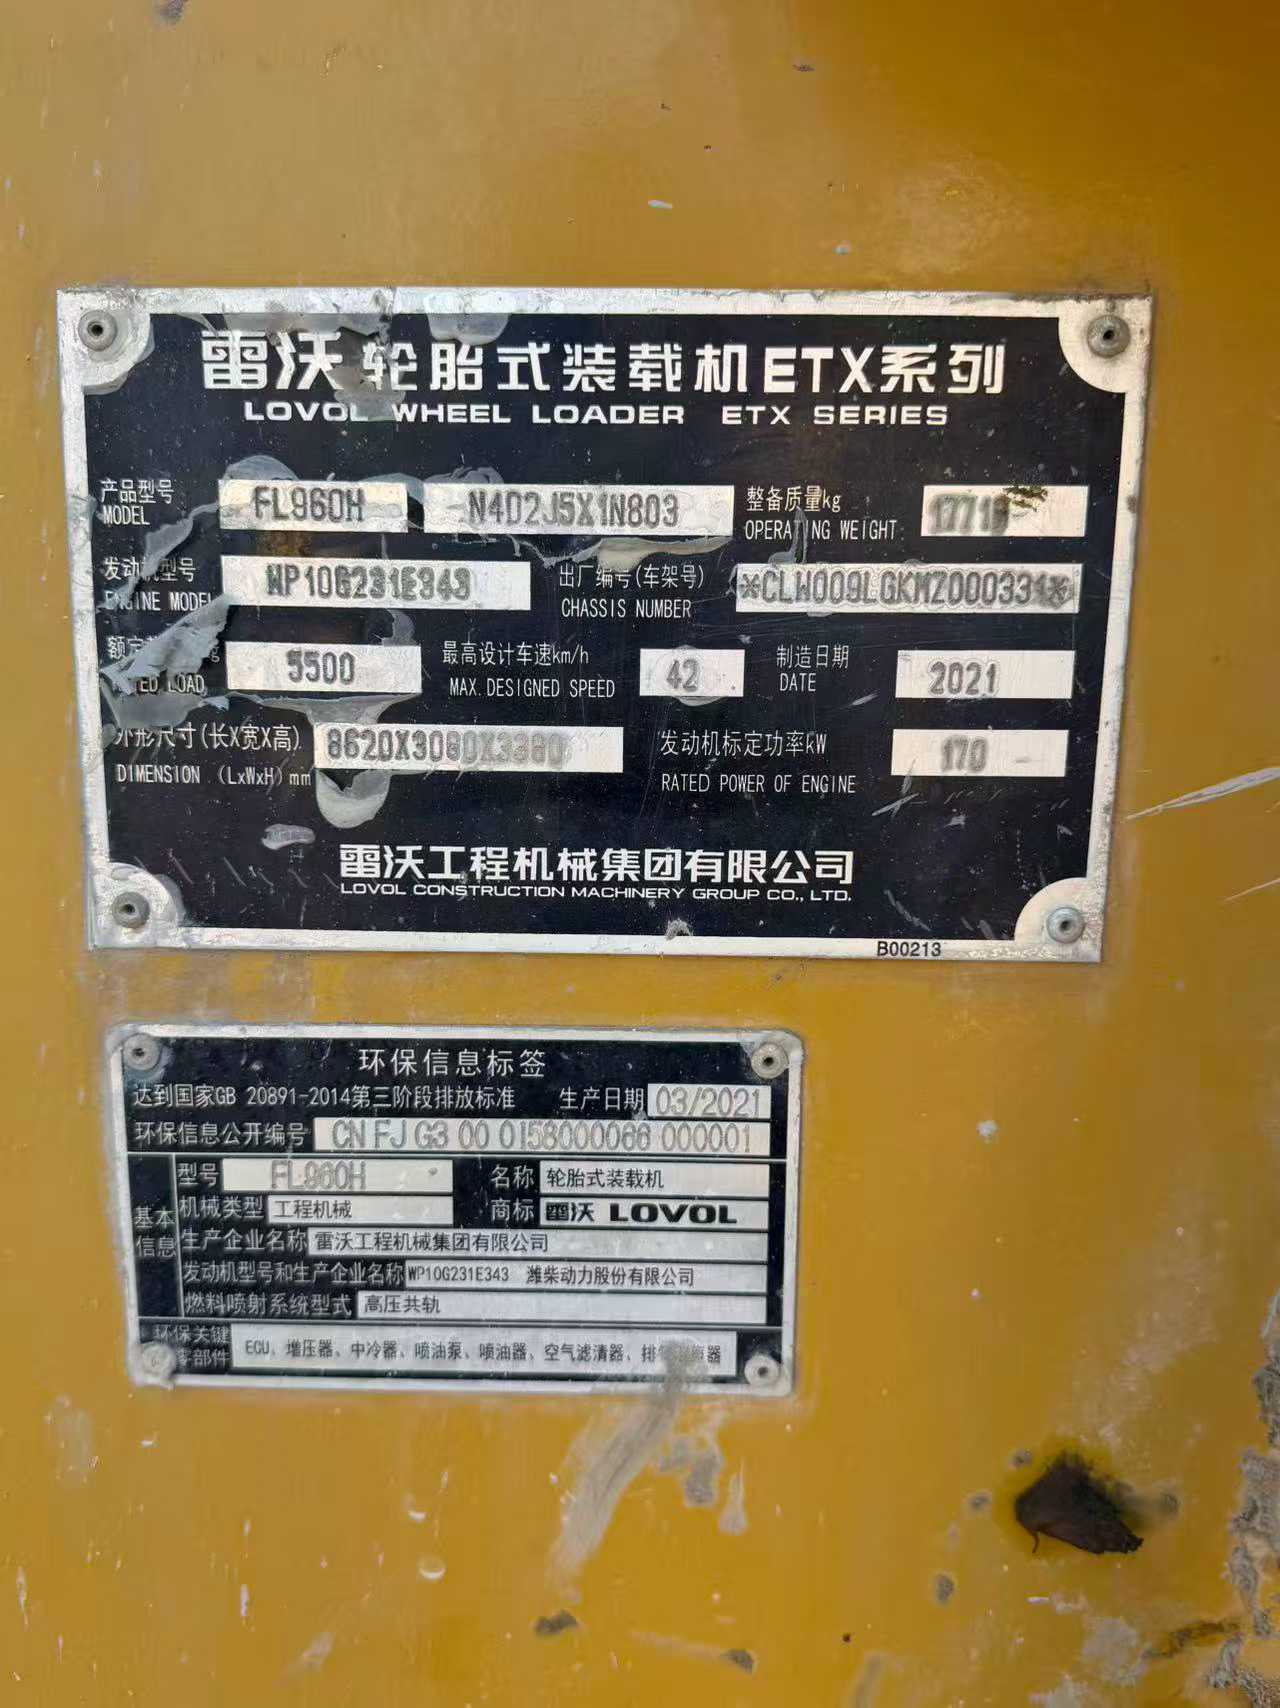 雷沃轮胎式装载机ETX系列
LOVOL WHEEL LOADER ETX SERIES
产品型号 FL960H N4D2J5X1N803 整备质量kg
MODEL OPERATING WEIGHT
发动机型号 WP10G231E343 出厂编号(车架号) *CLW009LGKMZ000334*
ENGINE MODEL CHASSIS NUMBER
额定 5500 最高设计车速km/h 42 制造日期 2021
LOAD MAX.DESIGNED SPEED DATE
外形尺寸(长X宽X高) 8620X3080X3380 发动机标定功率kW 170
DIMENSION (LxWxH)mm RATED POWER OF ENGINE
雷沃工程机械集团有限公司
LOVOL CONSTRUCTION MACHINERY GROUP CO., LTD.
B00213
环保信息标签
达到国家GB 20891-2014第三阶段排放标准 生产日期 03/2021
环保信息公开编号 CN FJ G3 00 0158000066 000001
基本信息
型号 FL960H 名称 轮胎式装载机
机械类型 工程机械 商标 雷沃 LOVOL
生产企业名称 雷沃工程机械集团有限公司
发动机型号和生产企业名称 WP10G231E343 潍柴动力股份有限公司
燃料喷射系统型式 高压共轨
环保关键零部件 ECU、增压器、中冷器、喷油泵、喷油器、空气滤清器、